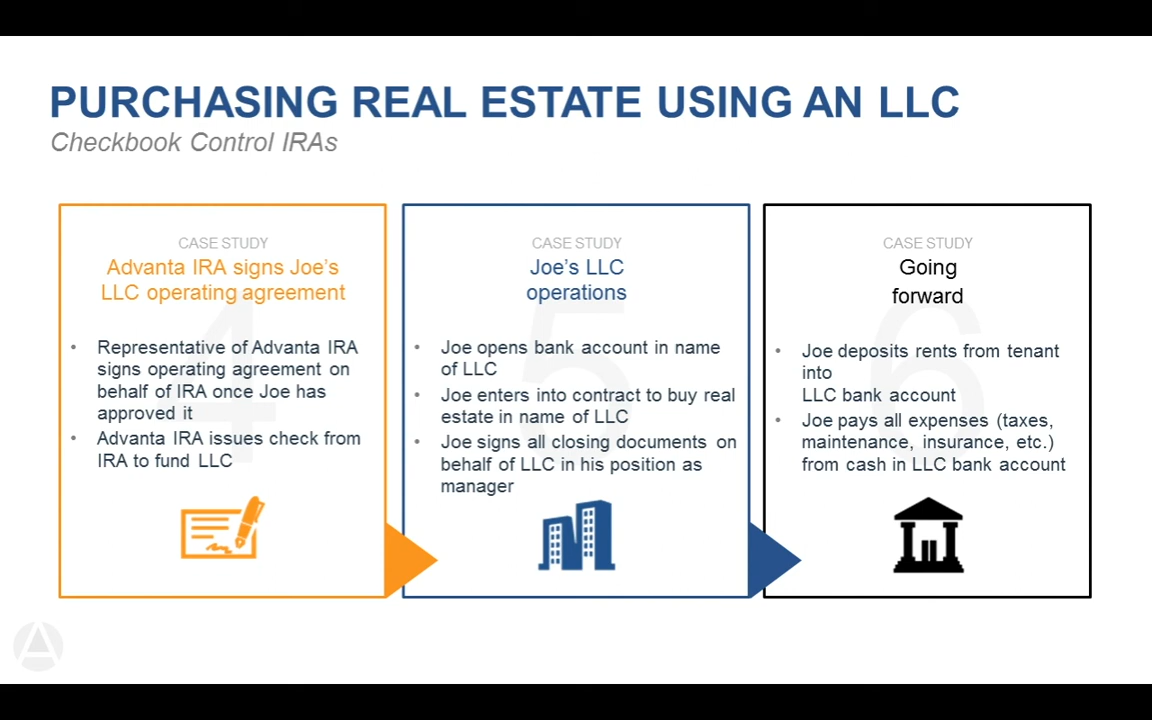 PURCHASING REAL ESTATE USING AN LLC
Checkbook Control IRAs
4
CASE STUDY
Advanta IRA signs Joe’s
LLC operating agreement
• Representative of Advanta IRA
signs operating agreement on
behalf of IRA once Joe has
approved it
• Advanta IRA issues check from
IRA to fund LLC
5
CASE STUDY
Joe’s LLC
operations
• Joe opens bank account in name
of LLC
• Joe enters into contract to buy real
estate in name of LLC
• Joe signs all closing documents on
behalf of LLC in his position as
manager
6
CASE STUDY
Going
forward
• Joe deposits rents from tenant
into
LLC bank account
• Joe pays all expenses (taxes,
maintenance, insurance, etc.)
from cash in LLC bank account